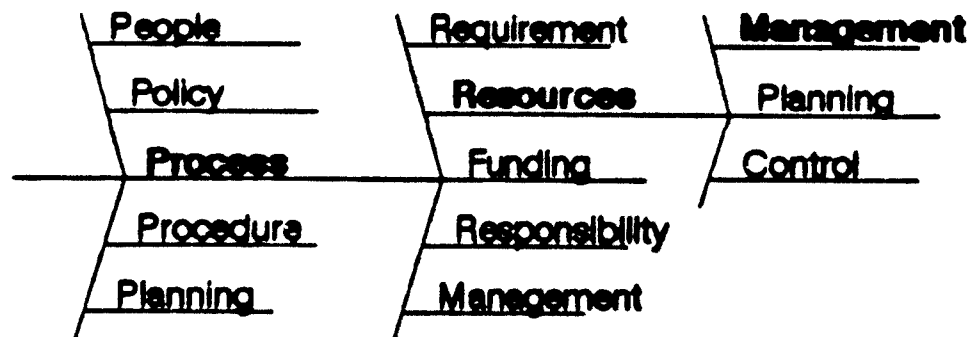 People
Policy
Process
Procedure
Planning
Requirement
Resources
Funding
Responsibility
Management
Management
Planning
Control